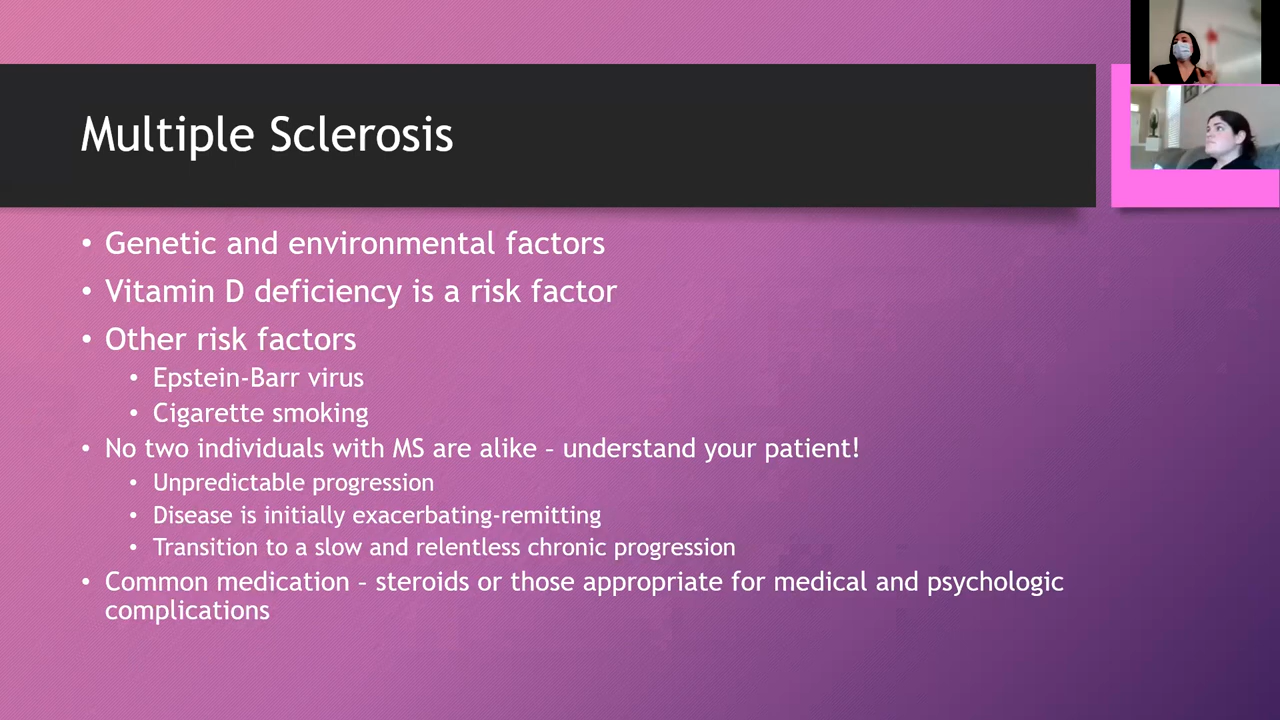 Multiple Sclerosis
• Genetic and environmental factors
• Vitamin D deficiency is a risk factor
• Other risk factors
• Epstein-Barr virus
• Cigarette smoking
• No two individuals with MS are alike – understand your patient!
• Unpredictable progression
• Disease is initially exacerbating-remitting
• Transition to a slow and relentless chronic progression
• Common medication – steroids or those appropriate for medical and psychologic
complications